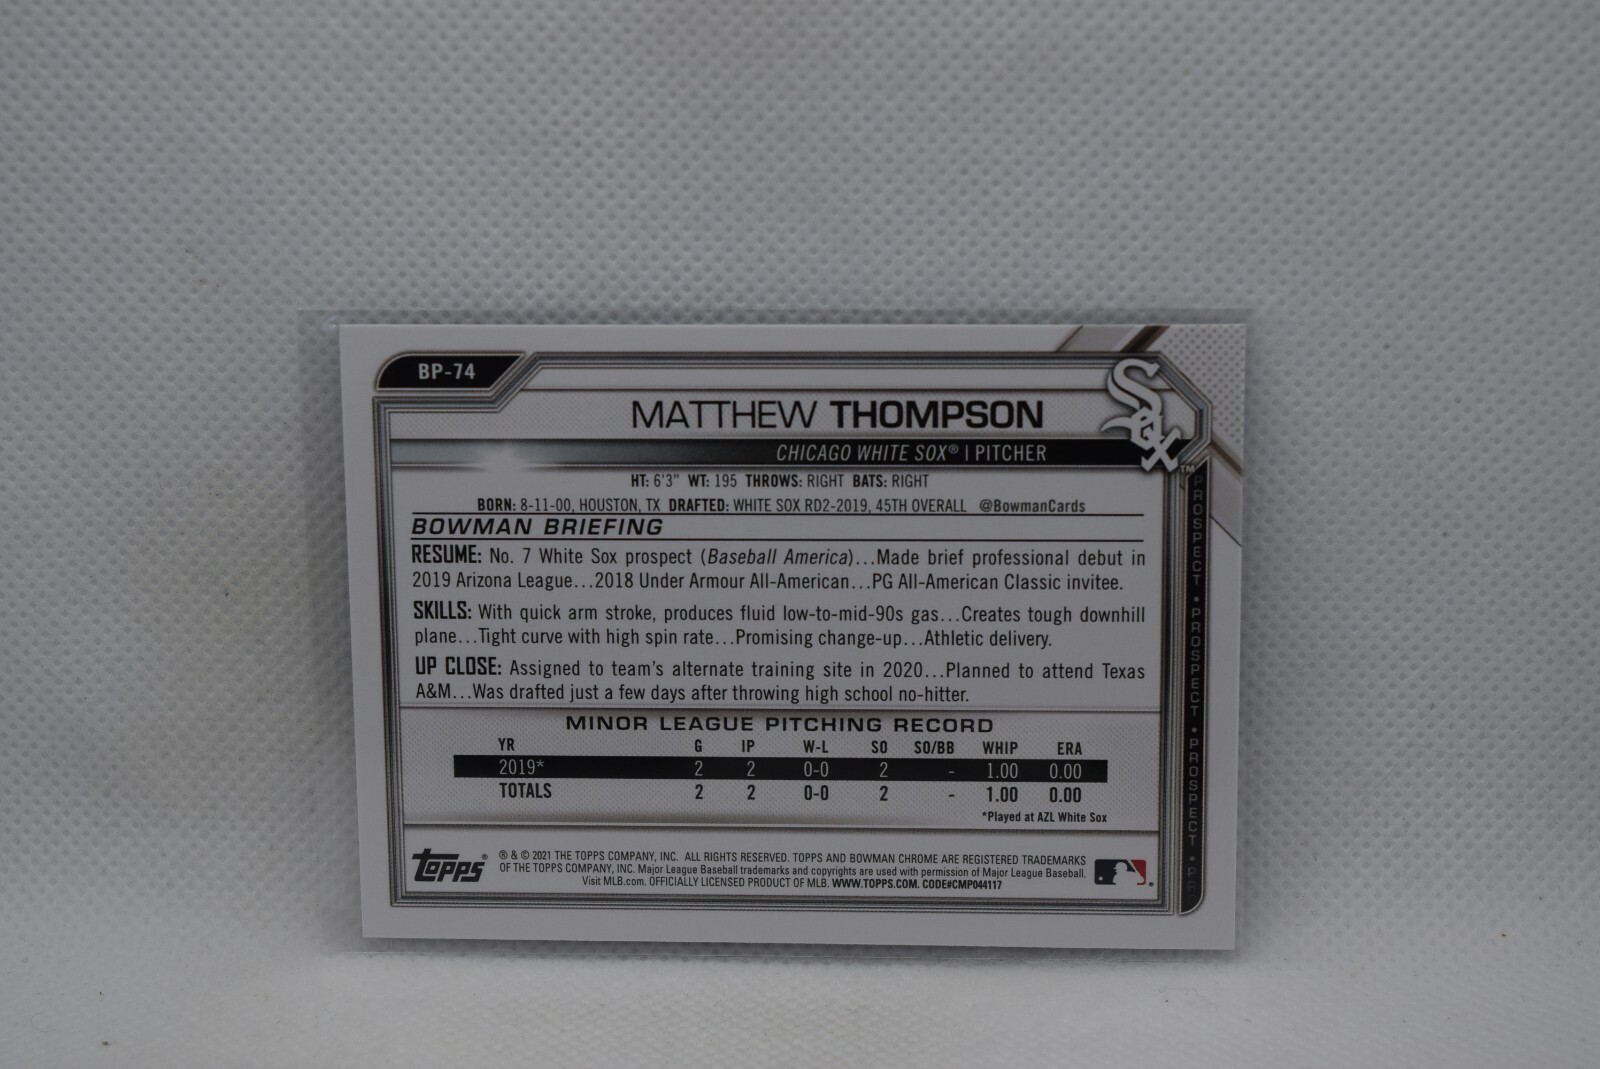 BP-74
MATTHEW THOMPSON
CHICAGO WHITE SOX® | PITCHER
HT: 6'3" WT: 195 THROWS: RIGHT BATS: RIGHT
BORN: 8-11-00, HOUSTON, TX DRAFTED: WHITE SOX RD2-2019, 45TH OVERALL @BowmanCards
BOWMAN BRIEFING
RESUME: No. 7 White Sox prospect (Baseball America)...Made brief professional debut in
2019 Arizona League...2018 Under Armour All-American...PG All-American Classic invitee.
SKILLS: With quick arm stroke, produces fluid low-to-mid-90s gas...Creates tough downhill
plane...Tight curve with high spin rate...Promising change-up...Athletic delivery.
UP CLOSE: Assigned to team's alternate training site in 2020...Planned to attend Texas
A&M...Was drafted just a few days after throwing high school no-hitter.
MINOR LEAGUE PITCHING RECORD
YR G IP W-L SO SO/BB WHIP ERA
2019* 2 2 0-0 2 - 1.00 0.00
TOTALS 2 2 0-0 2 - 1.00 0.00
*Played at AZL White Sox
topps®
® & © 2021 THE TOPPS COMPANY, INC. ALL RIGHTS RESERVED. TOPPS AND BOWMAN CHROME ARE REGISTERED TRADEMARKS
OF THE TOPPS COMPANY, INC. Major League Baseball trademarks and copyrights are used with permission of Major League Baseball.
Visit MLB.com. OFFICIALLY LICENSED PRODUCT OF MLB. WWW.TOPPS.COM. CODE#CMP044117
SOX™
PROSPECT • PROSPECT • PROSPECT • PR